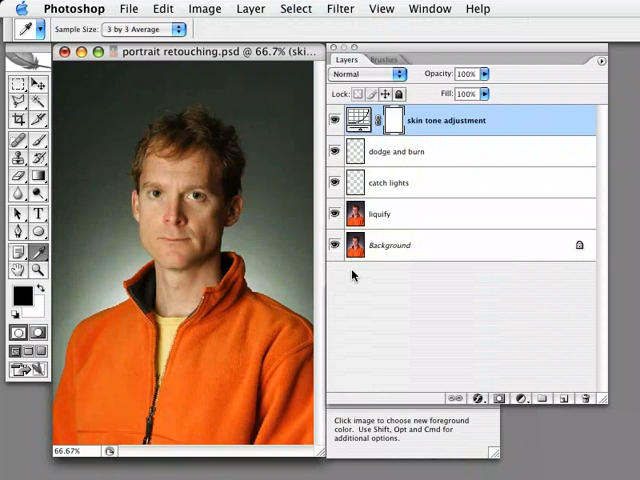 Photoshop File Edit Image Layer Select Filter View Window Help
Sample Size: 3 by 3 Average
portrait retouching.psd @ 66.7% (ski...
Layers Brushes
Normal Opacity: 100%
Lock: Fill: 100%
skin tone adjustment
dodge and burn
catch lights
liquify
Background
T
Click image to choose new foreground
color. Use Shift, Opt and Cmd for
additional options.
66.67%